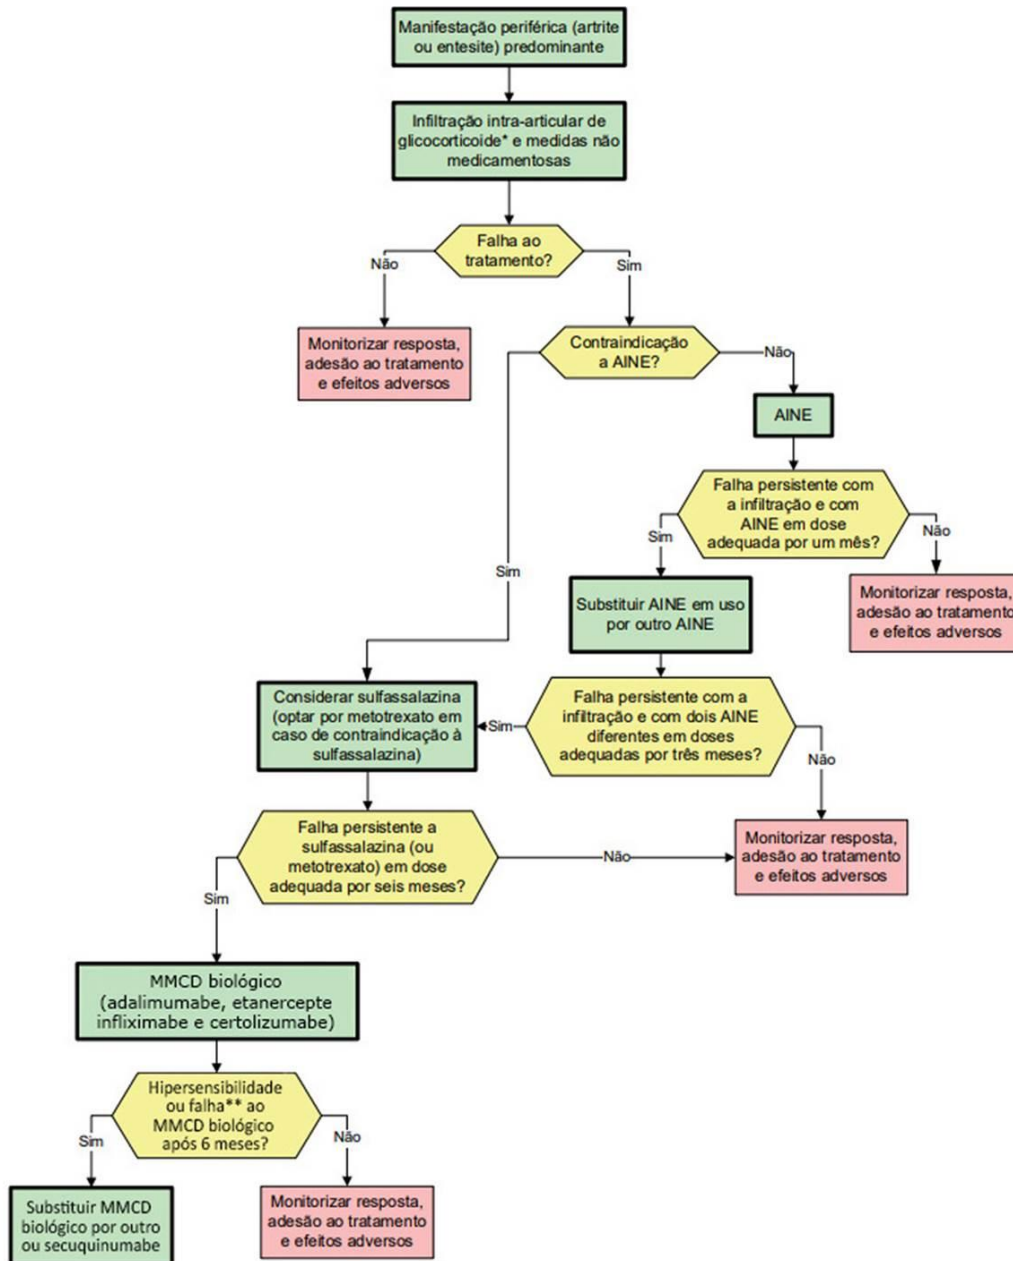 Manifestação periférica (artrite
ou entesite) predominante
Infiltração intra-articular de
glicocorticoide* e medidas não
medicamentosas
Falha ao
tratamento?
Não
Sim
Monitorizar resposta,
adesão ao tratamento
e efeitos adversos
Contraindicação
a AINE?
Não
AINE
Falha persistente com
a infiltração e com
AINE em dose
adequada por um mês?
Sim
Não
Sim
Substituir AINE em uso
por outro AINE
Monitorizar resposta,
adesão ao tratamento
e efeitos adversos
Considerar sulfassalazina
(optar por metotrexato em
caso de contraindicação à
sulfassalazina)
Sim
Falha persistente com a
infiltração e com dois AINE
diferentes em doses
adequadas por três meses?
Não
Falha persistente a
sulfassalazina (ou
metotrexato) em dose
adequada por seis meses?
Não
Monitorizar resposta,
adesão ao tratamento
e efeitos adversos
Sim
MMCD biológico
(adalimumabe, etanercepte
infliximabe e certolizumabe)
Hipersensibilidade
ou falha** ao
MMCD biológico
após 6 meses?
Sim
Não
Substituir MMCD
biológico por outro
ou secuquinumabe
Monitorizar resposta,
adesão ao tratamento
e efeitos adversos